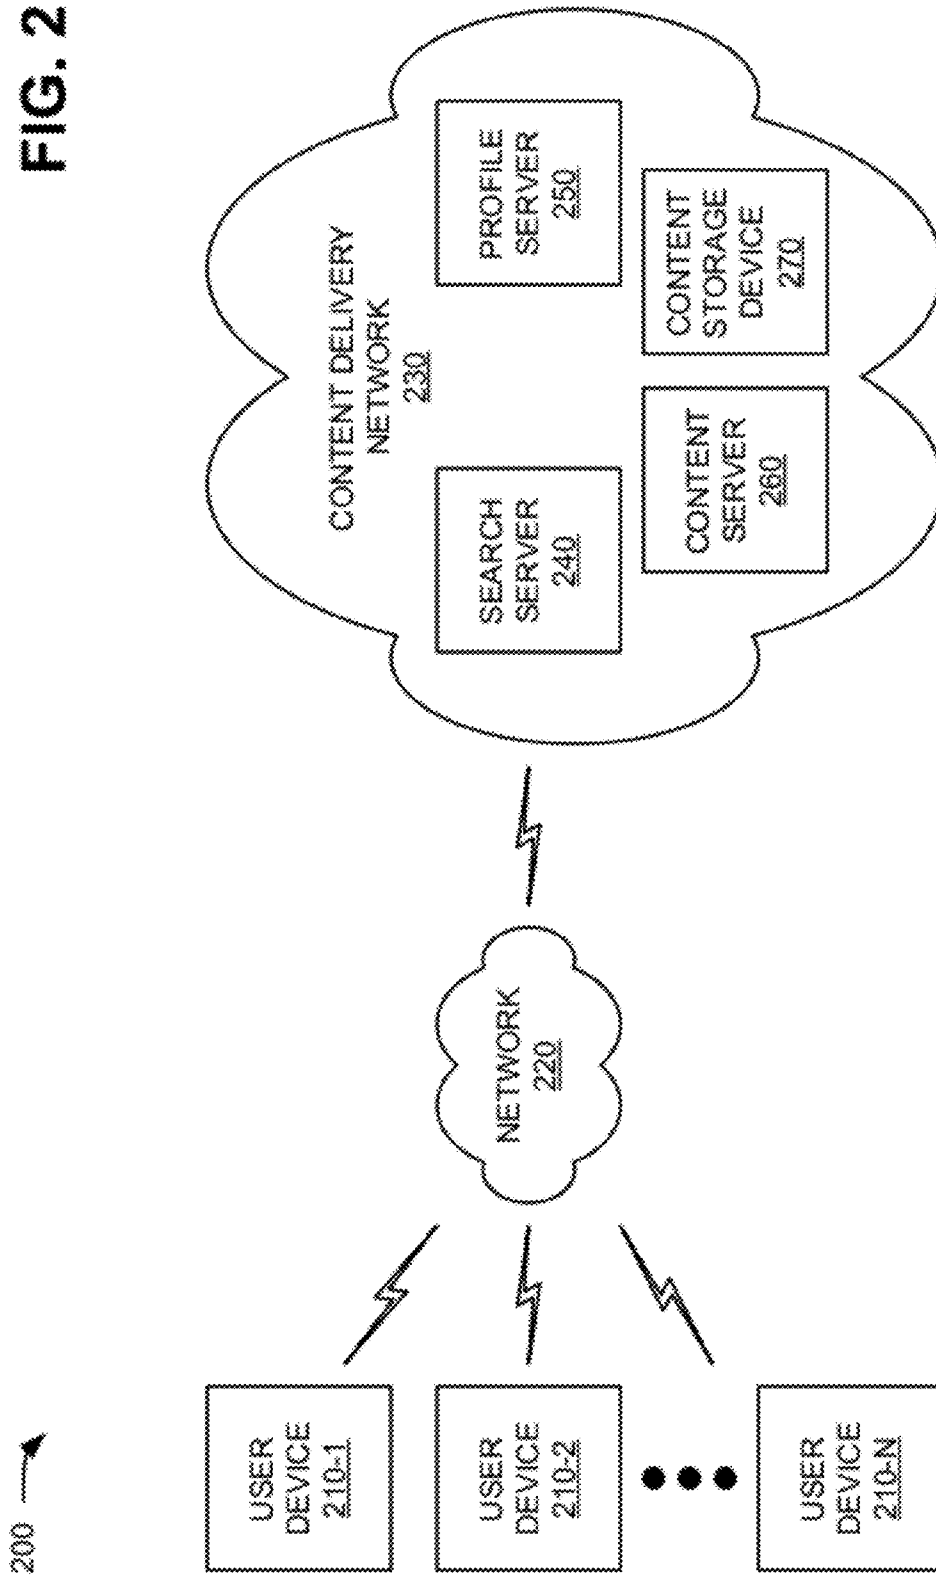 FIG. 2
200
USER
DEVICE
210-1
USER
DEVICE
210-2
USER
DEVICE
210-N
NETWORK
220
CONTENT DELIVERY
NETWORK
230
SEARCH
SERVER
240
PROFILE
SERVER
250
CONTENT
SERVER
260
CONTENT
STORAGE
DEVICE
270